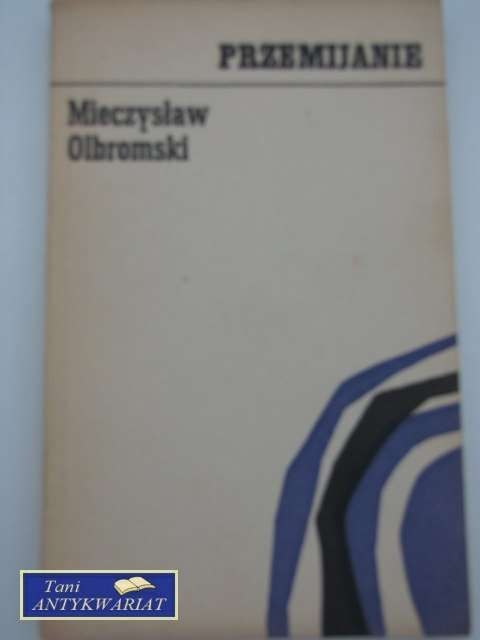 PRZEMIJANIE
Mieczysław
Olbromski
Tani
ANTYKWARIAT